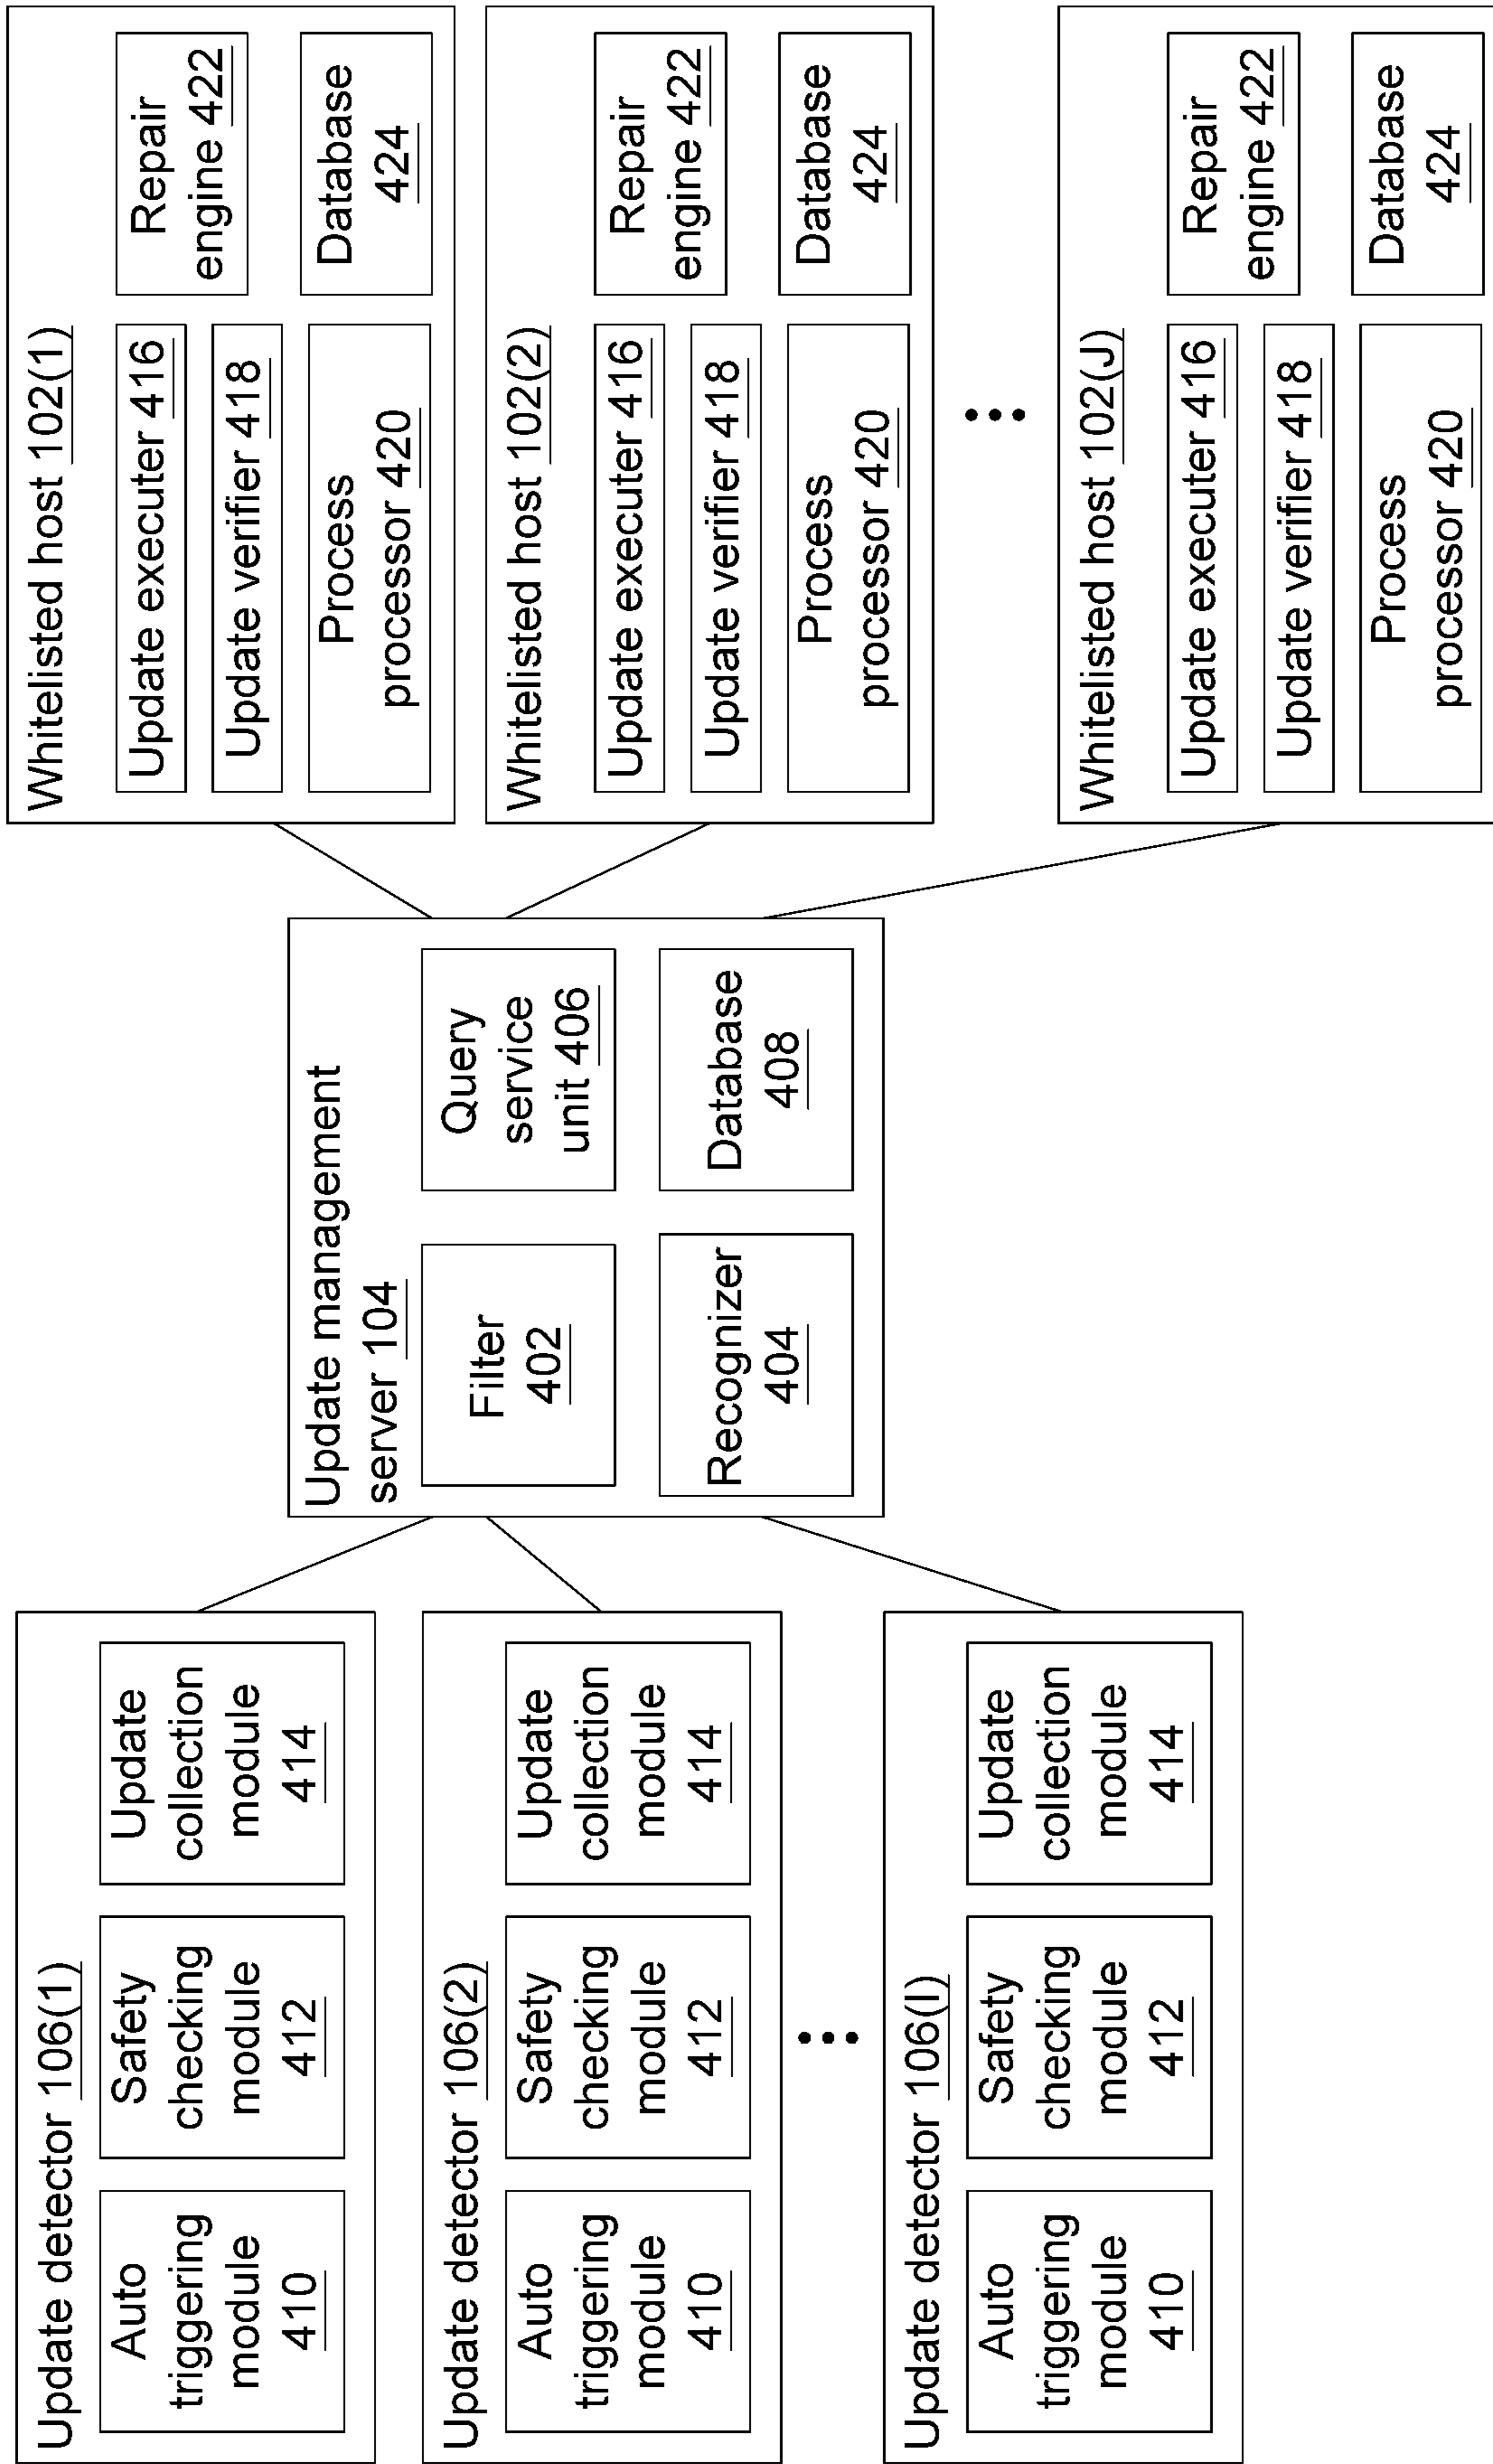 Update detector 106(1)
Auto
triggering
module
410
Safety
checking
module
412
Update
collection
module
414
Update detector 106(2)
Auto
triggering
module
410
Safety
checking
module
412
Update
collection
module
414
Update detector 106(I)
Auto
triggering
module
410
Safety
checking
module
412
Update
collection
module
414
Update management
server 104
Filter
402
Query
service
unit 406
Recognizer
404
Database
408
Whitelisted host 102(1)
Update executer 416
Update verifier 418
Process
processor 420
Repair
engine 422
Database
424
Whitelisted host 102(2)
Update executer 416
Update verifier 418
Process
processor 420
Repair
engine 422
Database
424
Whitelisted host 102(J)
Update executer 416
Update verifier 418
Process
processor 420
Repair
engine 422
Database
424